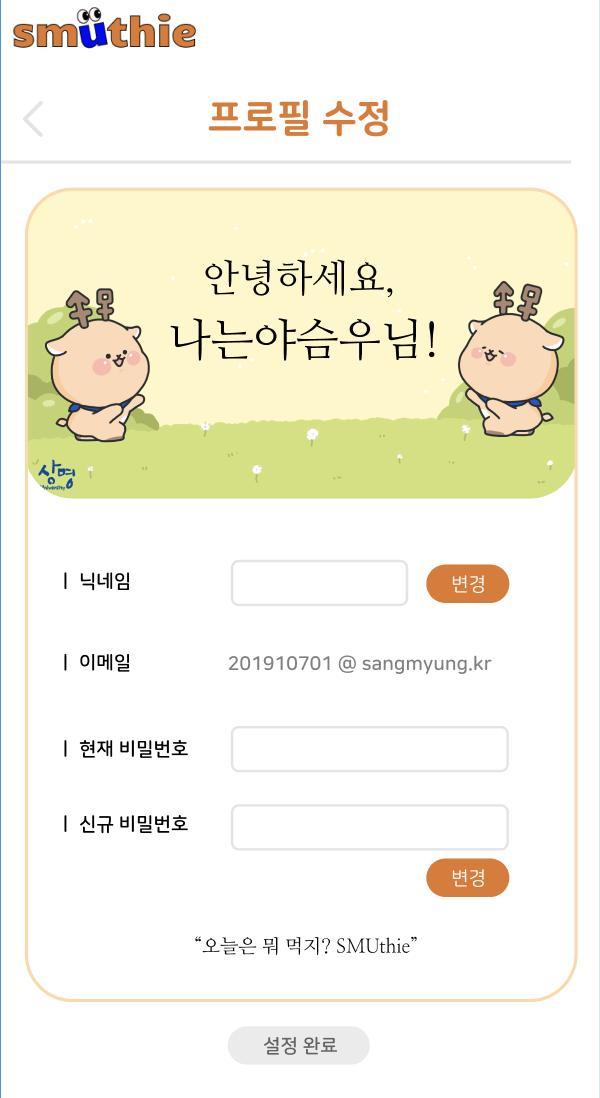 smüthie
프로필 수정
안녕하세요,
나는야슴우님!
상명
University
| 닉네임
변경
| 이메일 201910701 @ sangmyung.kr
| 현재 비밀번호
| 신규 비밀번호
변경
“오늘은 뭐 먹지? SMUthie”
설정 완료